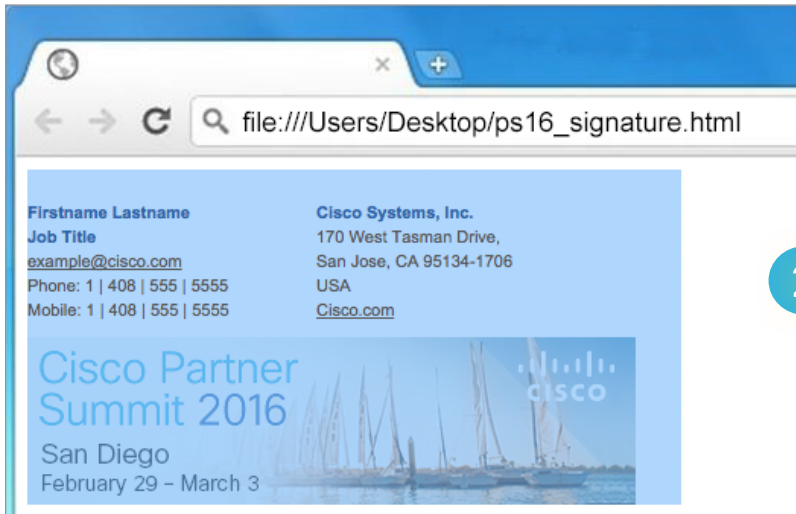 file:///Users/Desktop/ps16_signature.html
Firstname Lastname
Job Title
example@cisco.com
Phone: 1 | 408 | 555 | 5555
Mobile: 1 | 408 | 555 | 5555
Cisco Systems, Inc.
170 West Tasman Drive,
San Jose, CA 95134-1706
USA
Cisco.com
Cisco Partner
Summit 2016
San Diego
February 29 – March 3
CISCO